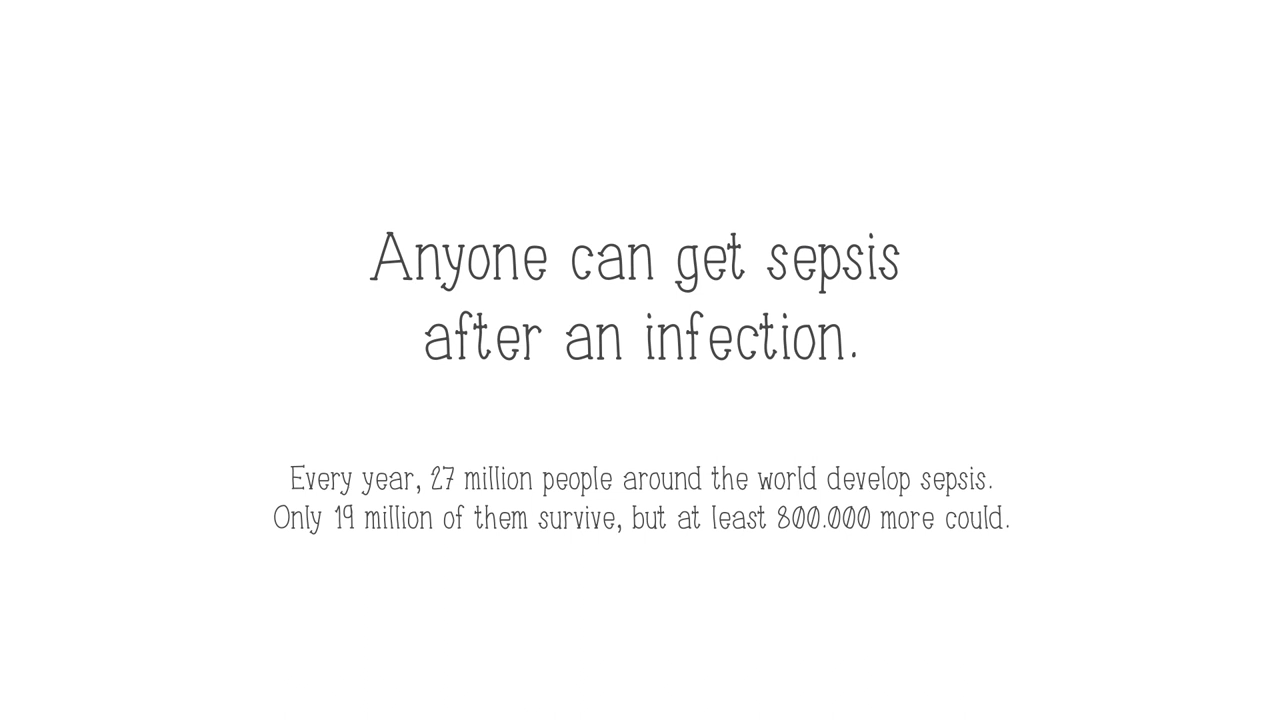 Anyone can get sepsis
after an infection.
Every year, 27 million people around the world develop sepsis.
Only 19 million of them survive, but at least 800.000 more could.